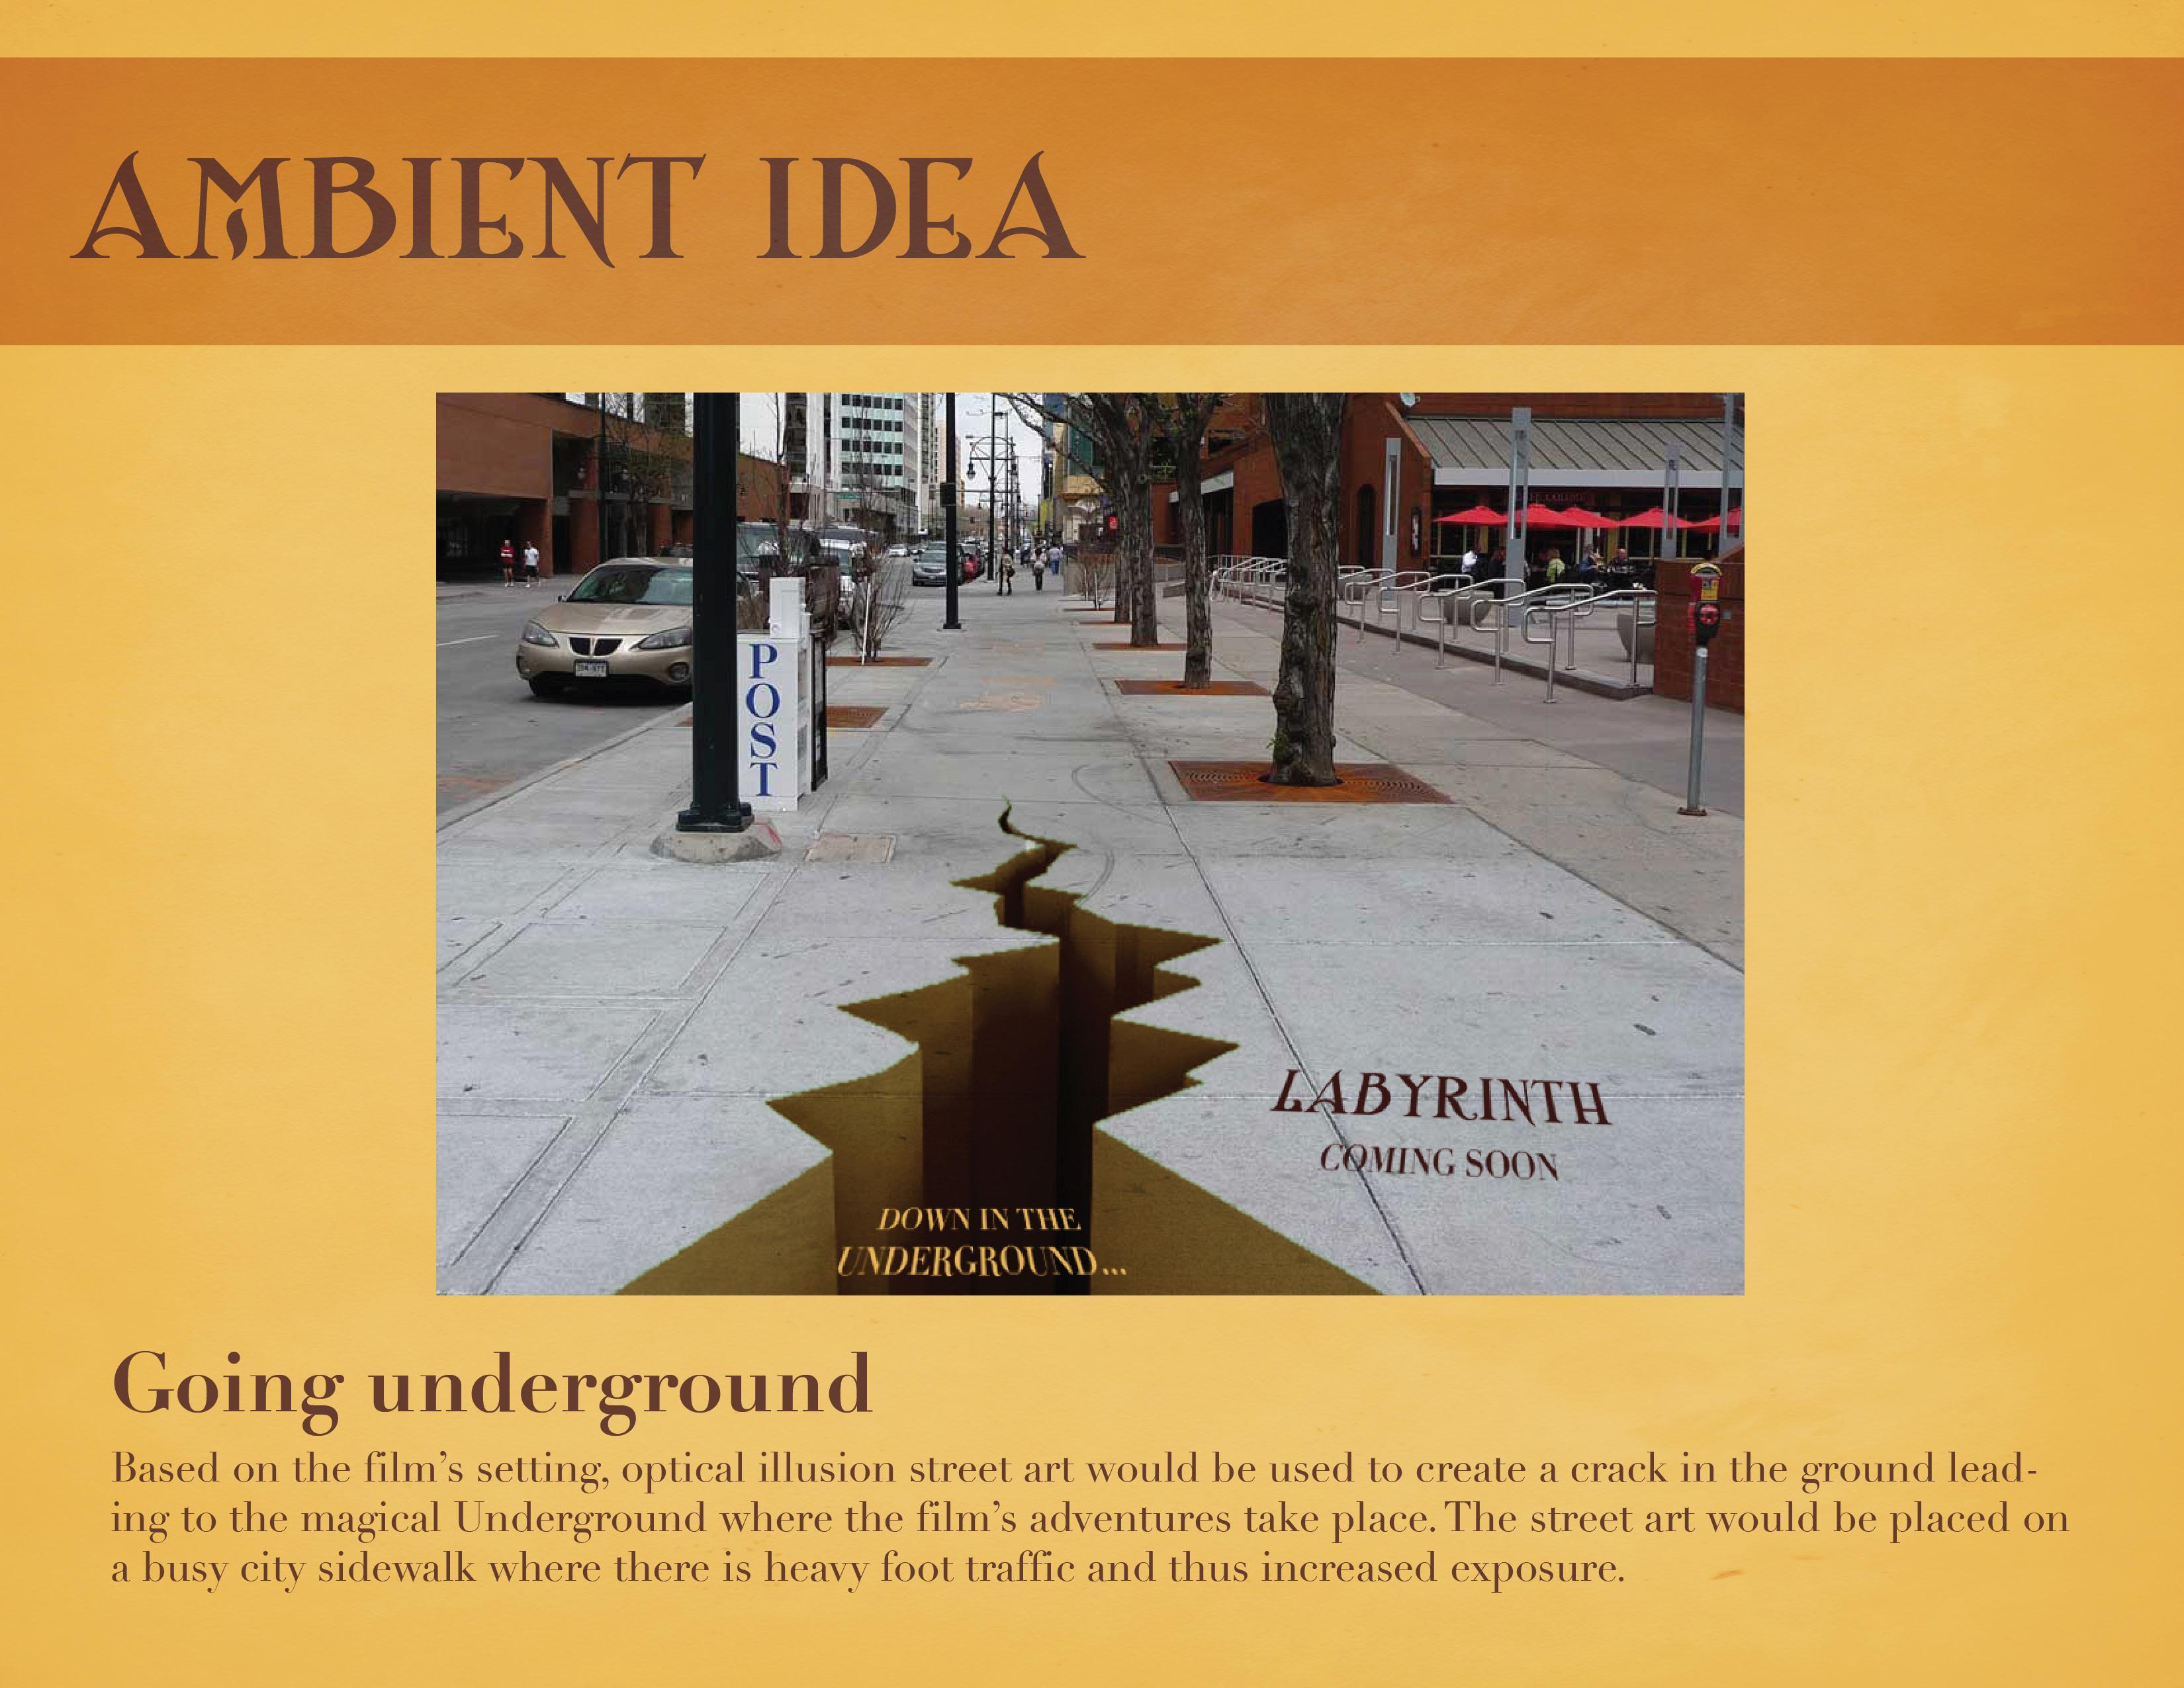 AMBIENT IDEA
POST
LABYRINTH
COMING SOON
DOWN IN THE
UNDERGROUND...
Going underground
Based on the film’s setting, optical illusion street art would be used to create a crack in the ground lead-
ing to the magical Underground where the film’s adventures take place. The street art would be placed on
a busy city sidewalk where there is heavy foot traffic and thus increased exposure.